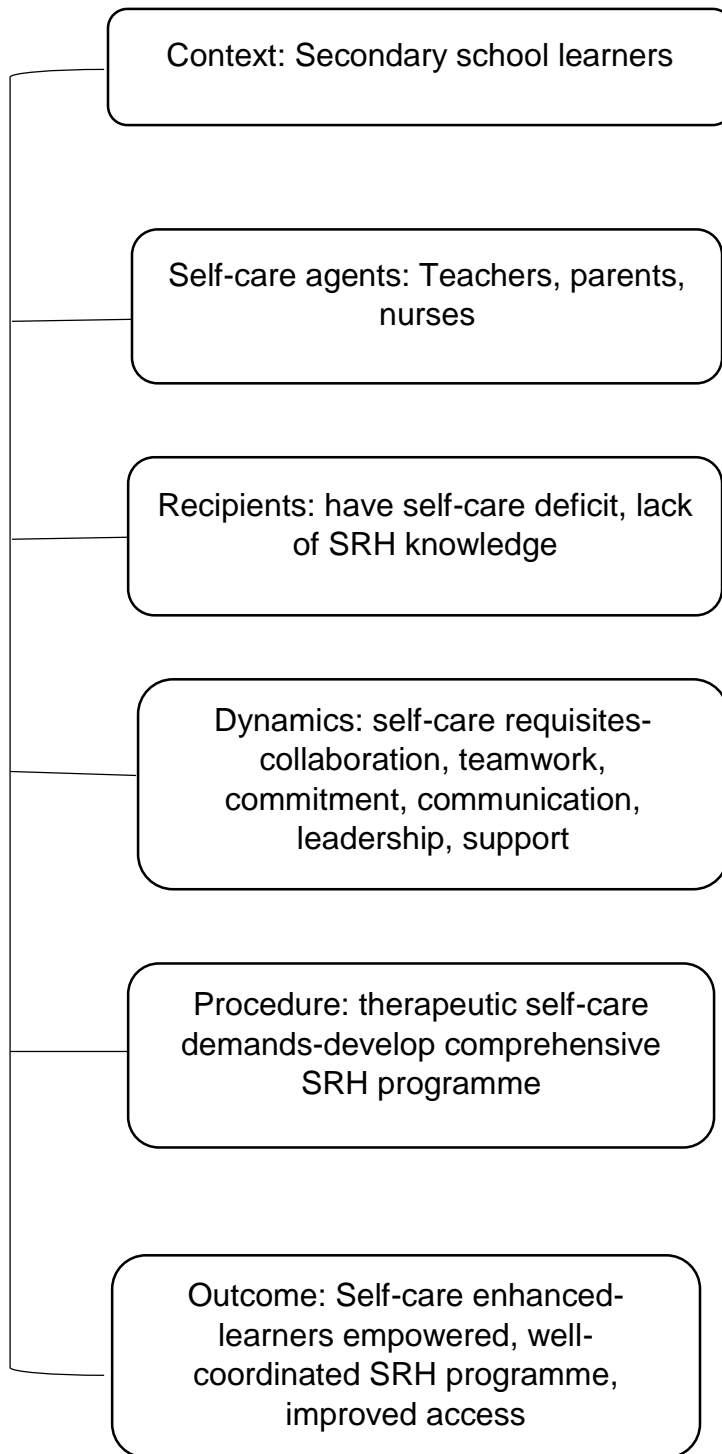 Context: Secondary school learners
Self-care agents: Teachers, parents,
nurses
Recipients: have self-care deficit, lack
of SRH knowledge
Dynamics: self-care requisites-
collaboration, teamwork,
commitment, communication,
leadership, support
Procedure: therapeutic self-care
demands-develop comprehensive
SRH programme
Outcome: Self-care enhanced-
learners empowered, well-
coordinated SRH programme,
improved access